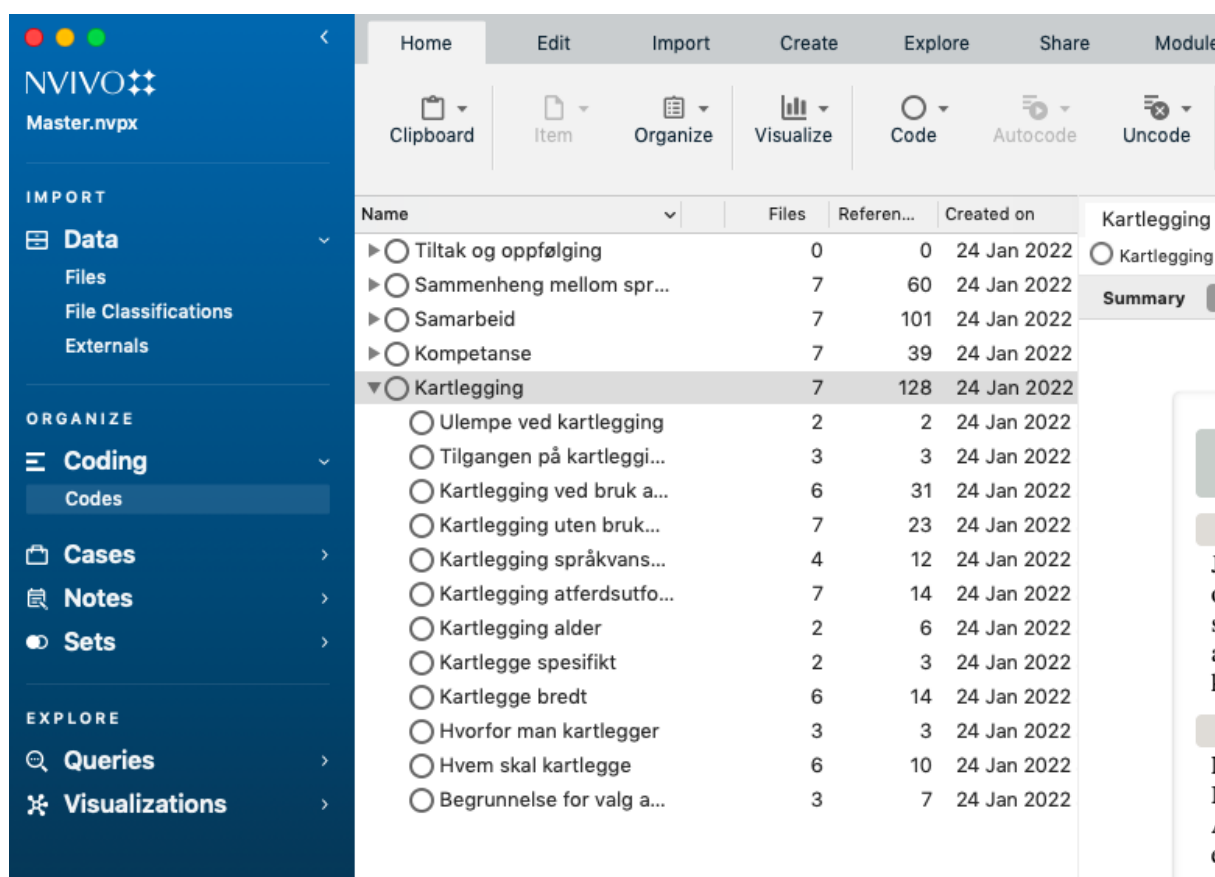 NVIVO
Master.nvpx
IMPORT
Data
Files
File Classifications
Externals
ORGANIZE
Coding
Codes
Cases
Notes
Sets
EXPLORE
Queries
Visualizations
Home Edit Import Create Explore Share Module
Clipboard Item Organize Visualize Code Autocode Uncode
Name Files Referen... Created on
Tiltak og oppfølging 0 0 24 Jan 2022
Sammenheng mellom spr... 7 60 24 Jan 2022
Samarbeid 7 101 24 Jan 2022
Kompetanse 7 39 24 Jan 2022
Kartlegging 7 128 24 Jan 2022
Ulempe ved kartlegging 2 2 24 Jan 2022
Tilgangen på kartleggi... 3 3 24 Jan 2022
Kartlegging ved bruk a... 6 31 24 Jan 2022
Kartlegging uten bruk... 7 23 24 Jan 2022
Kartlegging språkvans... 4 12 24 Jan 2022
Kartlegging atferdsutfo... 7 14 24 Jan 2022
Kartlegging alder 2 6 24 Jan 2022
Kartlegge spesifikt 2 3 24 Jan 2022
Kartlegge bredt 6 14 24 Jan 2022
Hvorfor man kartlegger 3 3 24 Jan 2022
Hvem skal kartlegge 6 10 24 Jan 2022
Begrunnelse for valg a... 3 7 24 Jan 2022
Kartlegging
Kartlegging
Summary